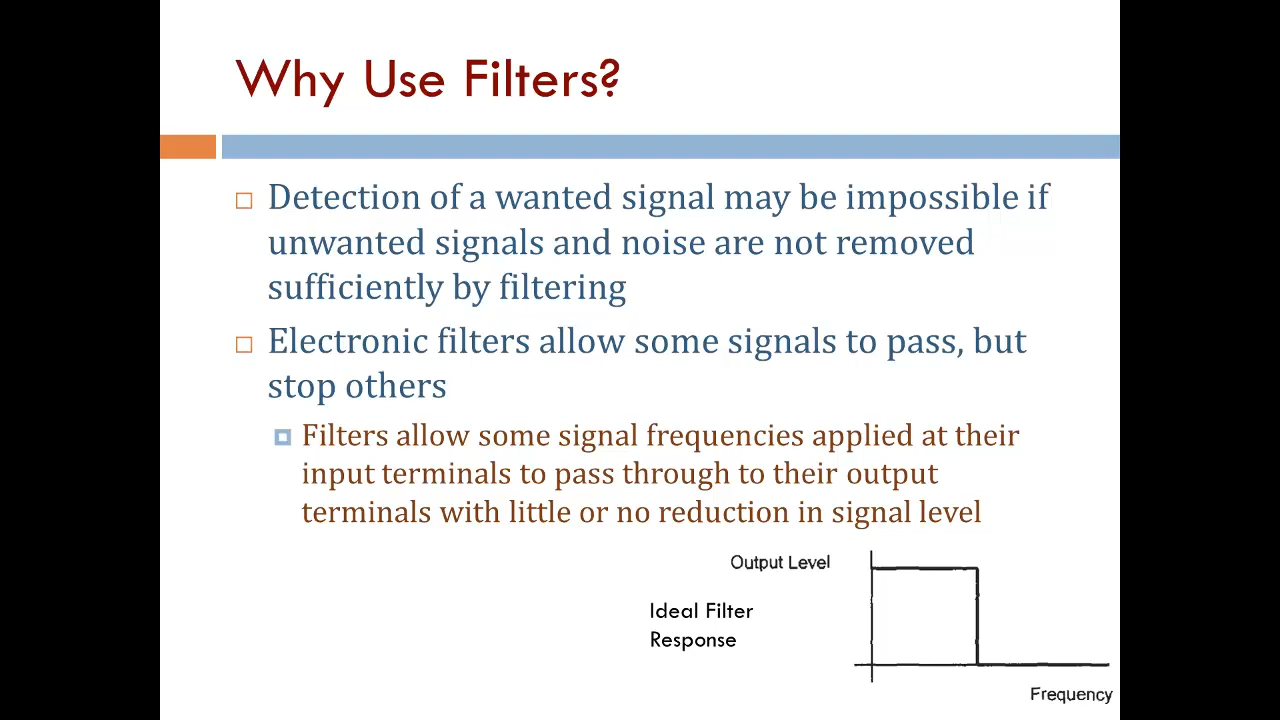 Why Use Filters?
Detection of a wanted signal may be impossible if
unwanted signals and noise are not removed
sufficiently by filtering
Electronic filters allow some signals to pass, but
stop others
Filters allow some signal frequencies applied at their
input terminals to pass through to their output
terminals with little or no reduction in signal level
Output Level
Ideal Filter
Response
Frequency